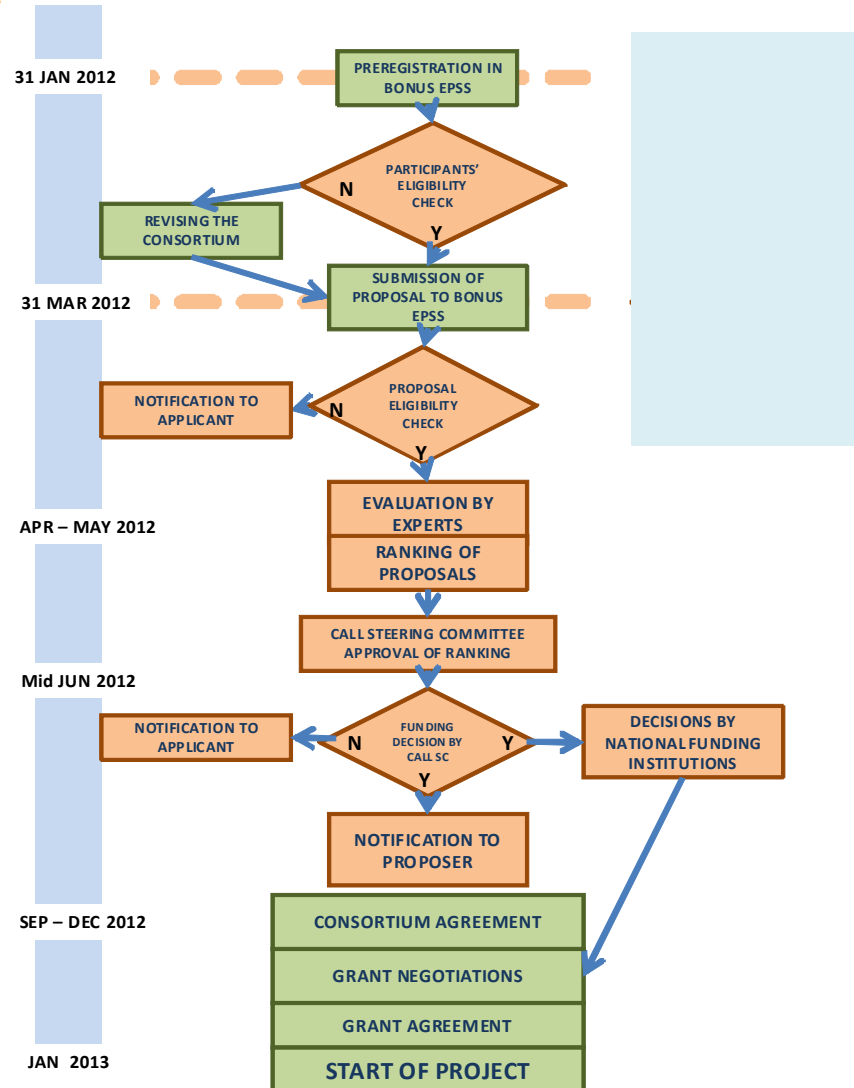 31 JAN 2012
PREREGISTRATION IN
BONUS EPSS
PARTICIPANTS'
ELIGIBILITY
CHECK
N
Y
REVISING THE
CONSORTIUM
SUBMISSION OF
PROPOSAL TO BONUS
EPSS
31 MAR 2012
PROPOSAL
ELIGIBILITY
CHECK
N
Y
NOTIFICATION TO
APPLICANT
EVALUATION BY
EXPERTS
APR – MAY 2012
RANKING OF
PROPOSALS
CALL STEERING COMMITTEE
APPROVAL OF RANKING
Mid JUN 2012
NOTIFICATION TO
APPLICANT
N
FUNDING
DECISION BY
CALL SC
Y
Y
DECISIONS BY
NATIONAL FUNDING
INSTITUTIONS
NOTIFICATION TO
PROPOSER
SEP – DEC 2012
CONSORTIUM AGREEMENT
GRANT NEGOTIATIONS
GRANT AGREEMENT
JAN 2013
START OF PROJECT